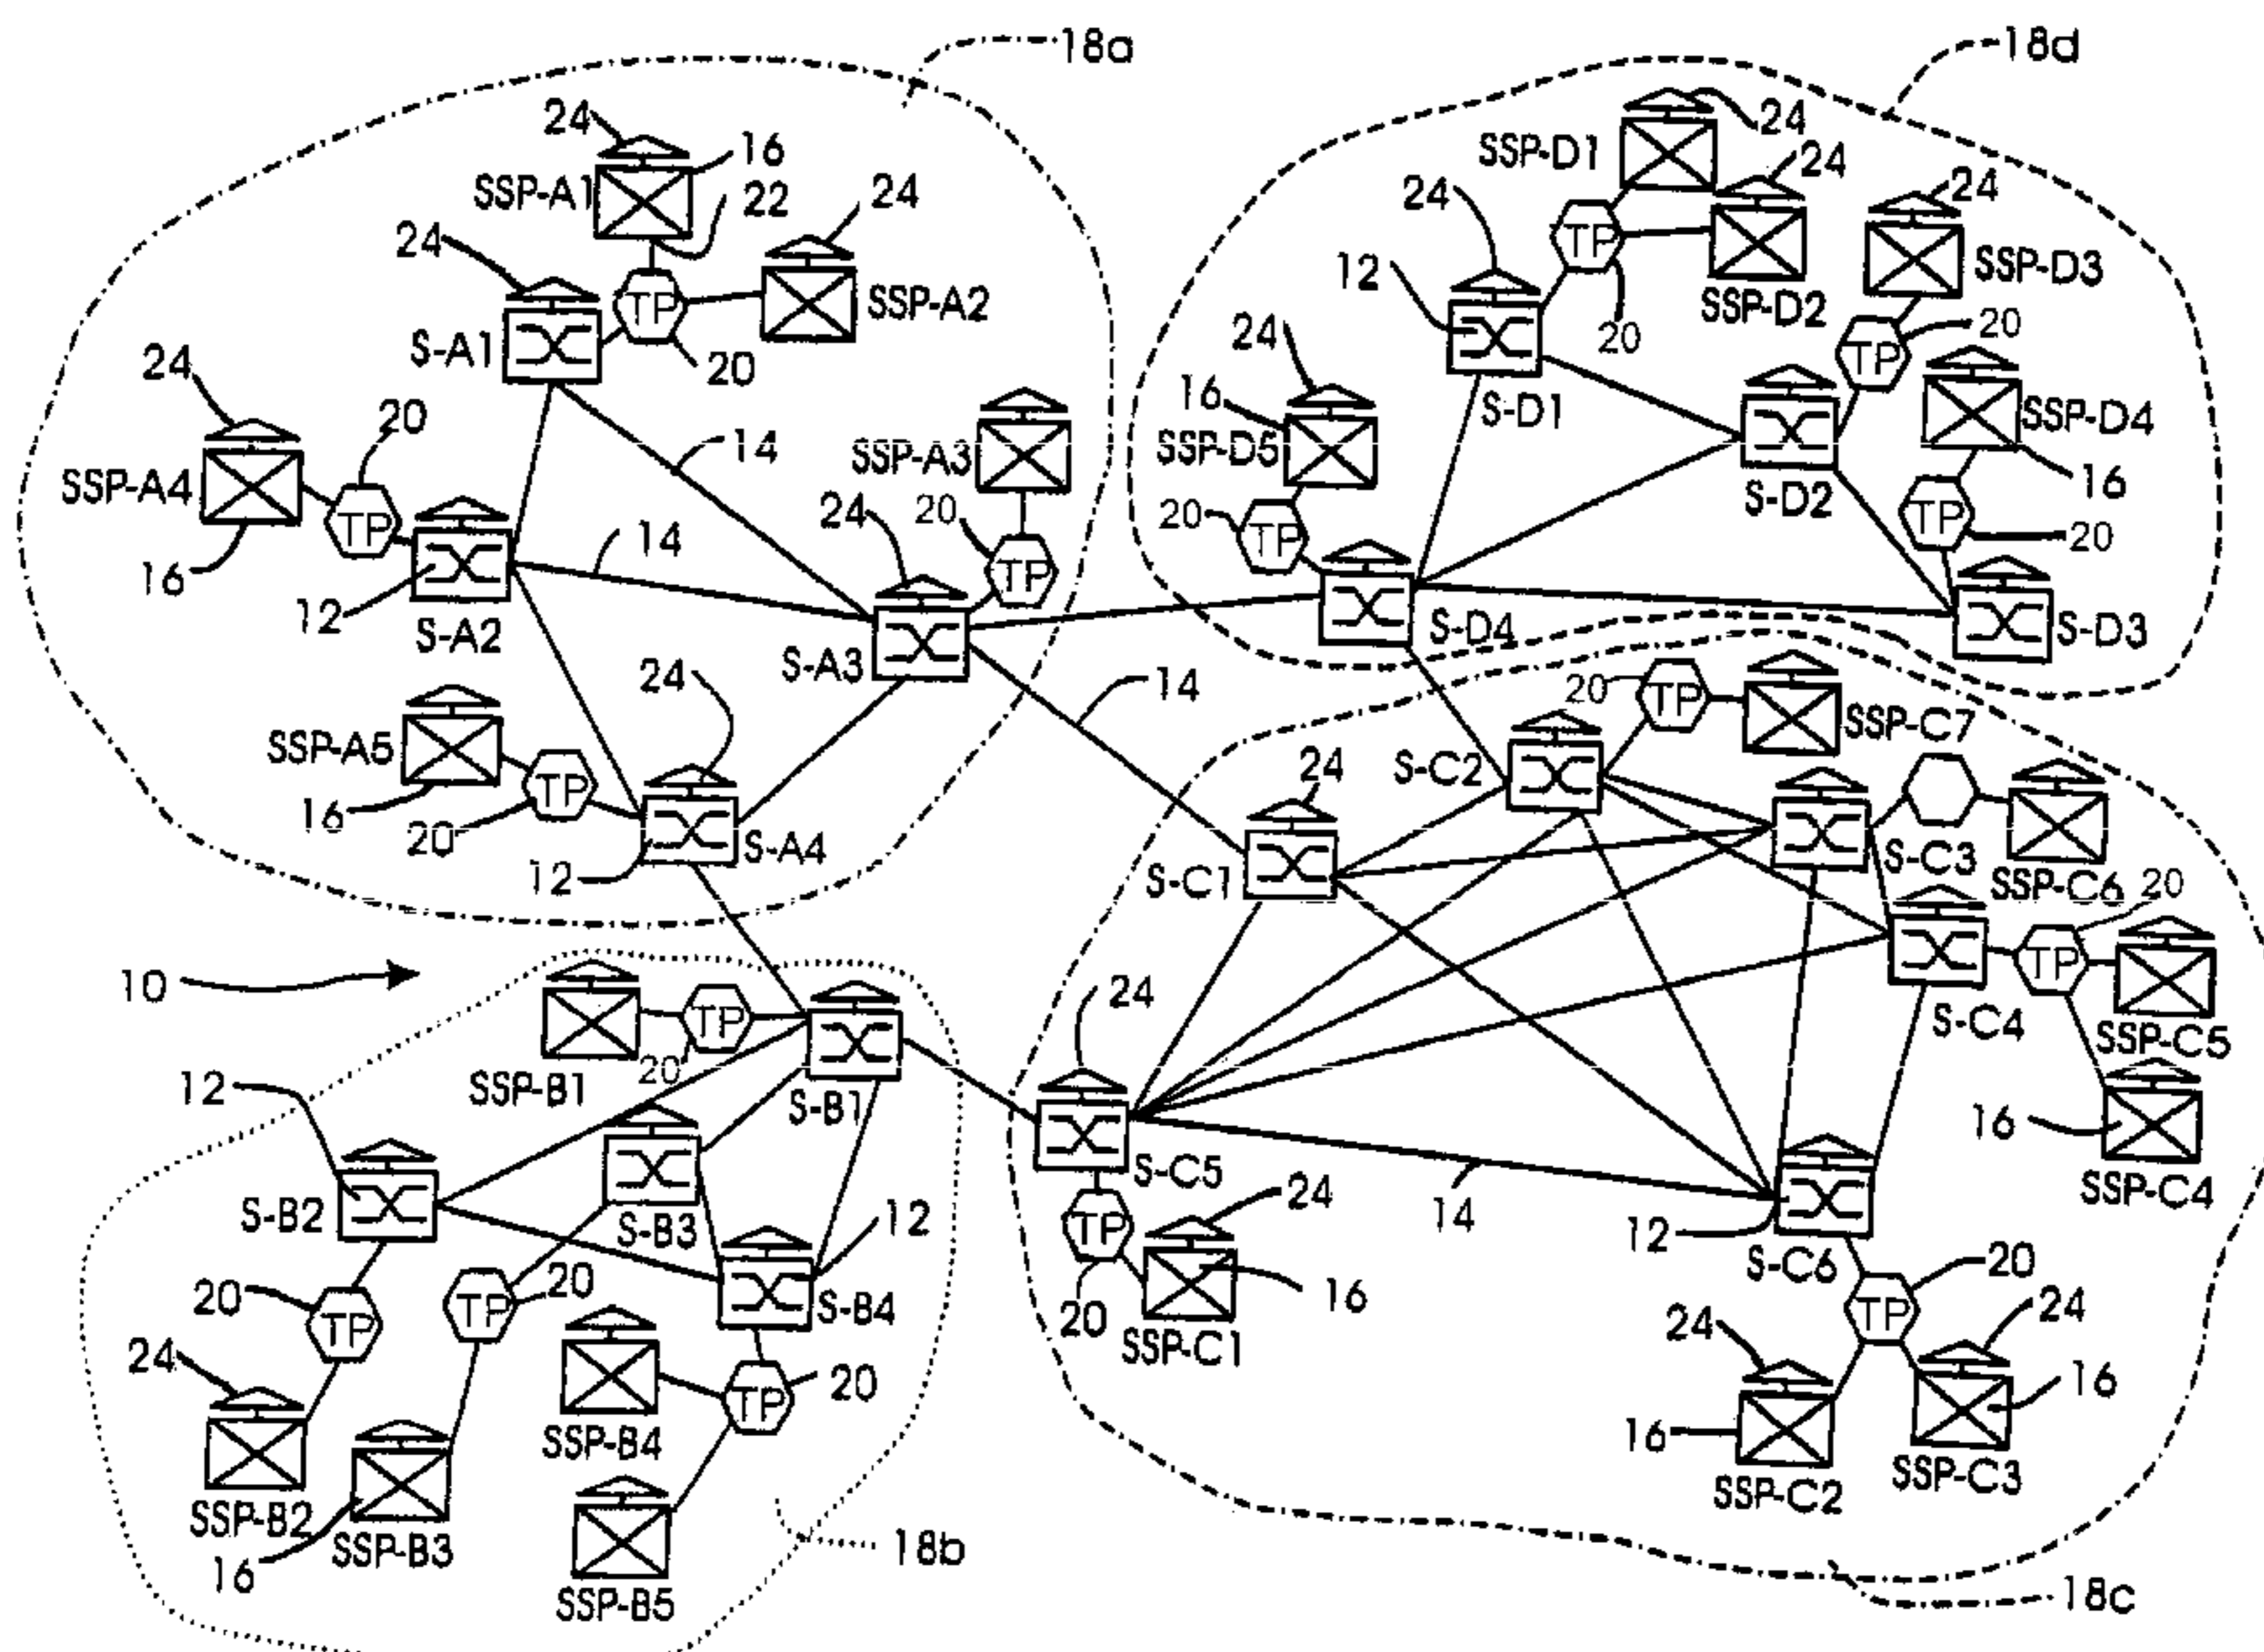 18a
18d
24
24
16
SSP-A1
22
24
24
TP
SSP-A2
S-A1
20
24
20
SSP-A4
TP
16
12
S-A2
14
14
SSP-A3
24
20
TP
S-A3
24
SSP-A5
16
TP
20
12
S-A4
SSP-D1
24
24
24
24
TP
12
SSP-D2
20
SSP-D3
20
TP
S-D1
24
16
SSP-D5
20
TP
S-D2
SSP-D4
16
TP
20
S-D4
S-D3
14
20
TP
SSP-C7
S-C2
24
S-C1
S-C3
SSP-C6
20
S-C4
TP
SSP-C5
16
SSP-C4
10
TP
20
SSP-B1
S-B1
24
12
S-B2
S-B3
12
S-B4
20
TP
TP
20
24
SSP-B2
16
SSP-B3
SSP-B4
TP
20
SSP-B5
18b
S-C5
14
TP
24
20
16
SSP-C1
12
S-C6
20
TP
24
24
16
16
SSP-C2
SSP-C3
18c